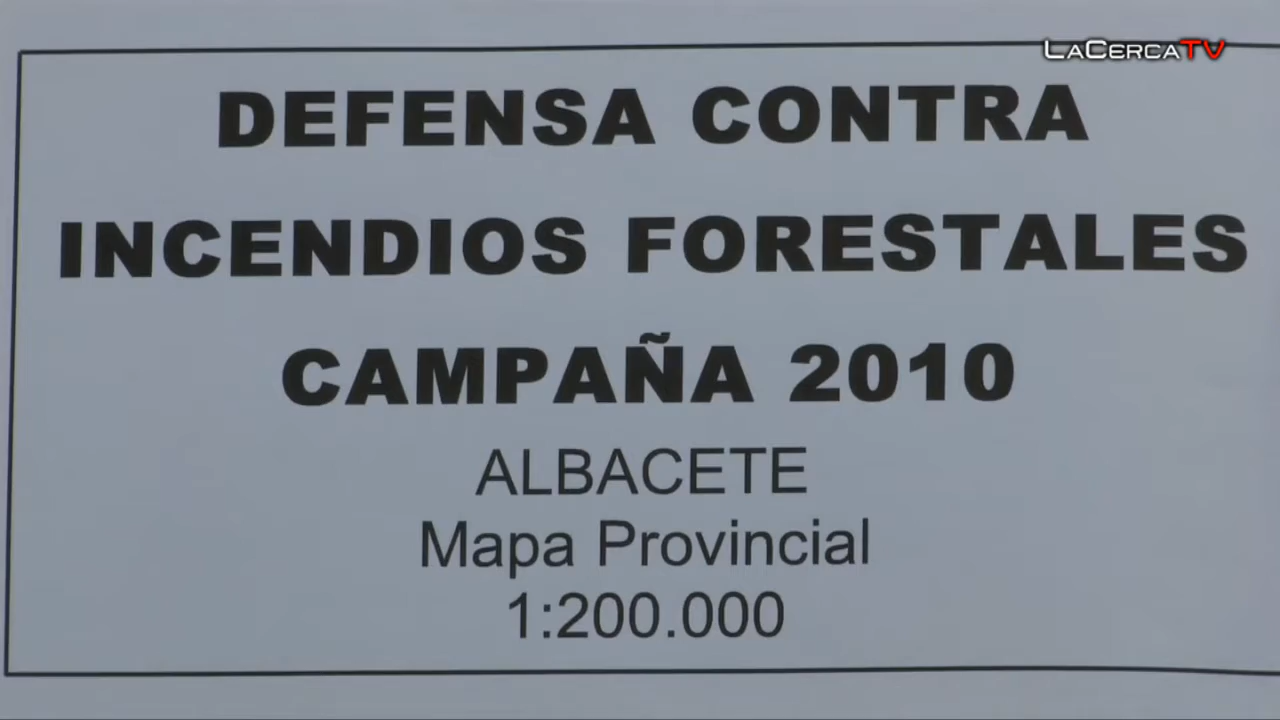 LACERCATV
DEFENSA CONTRA
INCENDIOS FORESTALES
CAMPAÑA 2010
ALBACETE
Mapa Provincial
1:200.000